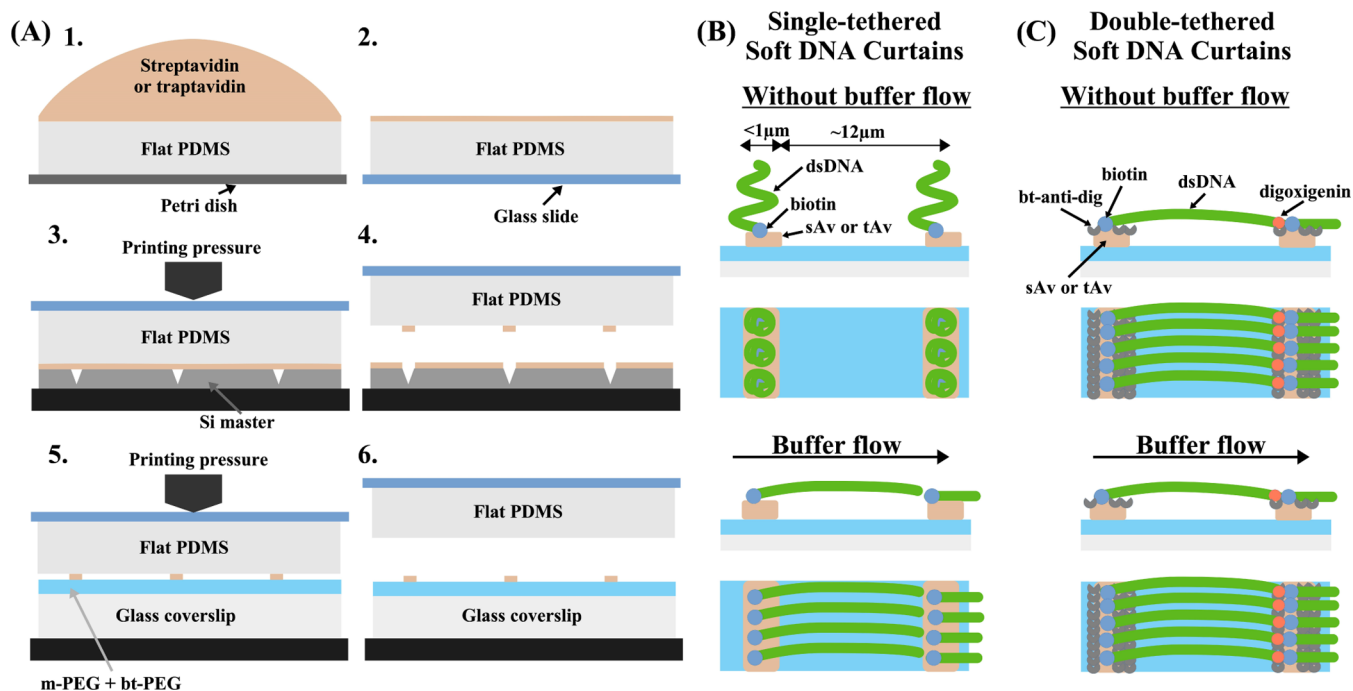 (A)
1.
Streptavidin
or traptavidin
Flat PDMS
Petri dish
2.
Flat PDMS
Glass slide
3.
Printing pressure
Flat PDMS
Si master
4.
Flat PDMS
5.
Printing pressure
Flat PDMS
Glass coverslip
m-PEG + bt-PEG
6.
Flat PDMS
Glass coverslip
(B)
Single-tethered
Soft DNA Curtains
Without buffer flow
<1μm
~12μm
dsDNA
biotin
sAv or tAv
Buffer flow
(C)
Double-tethered
Soft DNA Curtains
Without buffer flow
biotin
bt-anti-dig
dsDNA
digoxigenin
sAv or tAv
Buffer flow